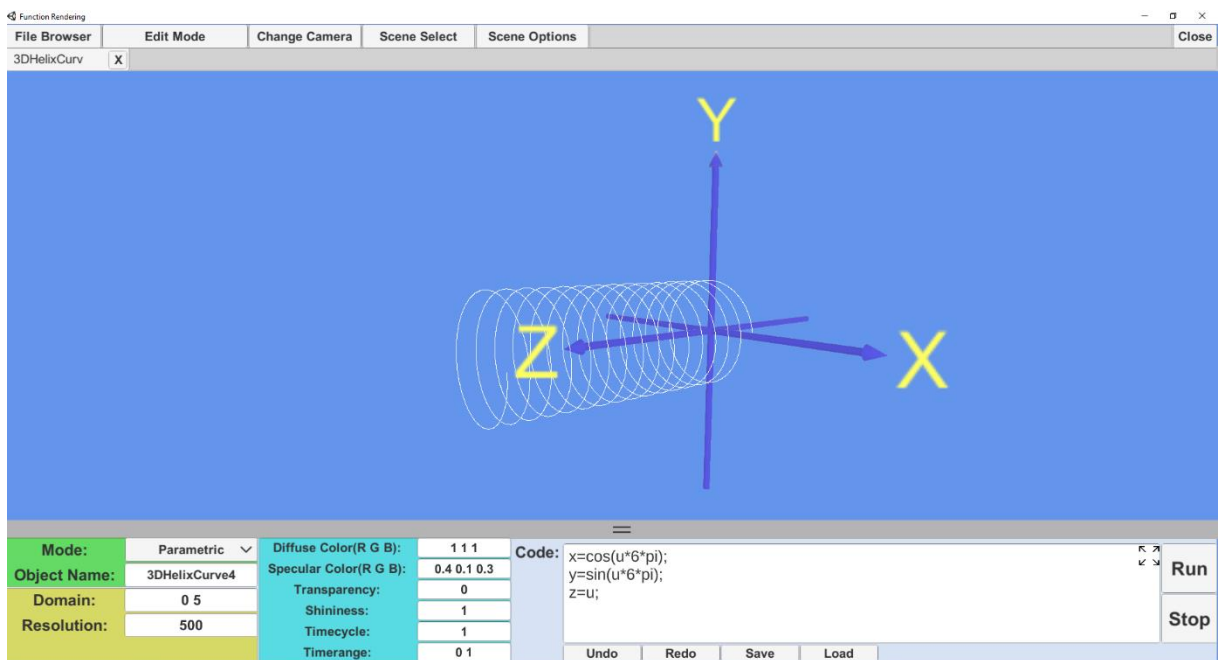 Function Rendering
File Browser Edit Mode Change Camera Scene Select Scene Options Close
3DHelixCurv X
Y
Z
X
Mode: Parametric
Object Name: 3DHelixCurve4
Domain: 0 5
Resolution: 500
Diffuse Color(R G B): 1 1 1
Specular Color(R G B): 0.4 0.1 0.3
Transparency: 0
Shininess: 1
Timecycle: 1
Timerange: 0 1
Code:
x=cos(u*6*pi);
y=sin(u*6*pi);
z=u;
Run
Stop
Undo Redo Save Load